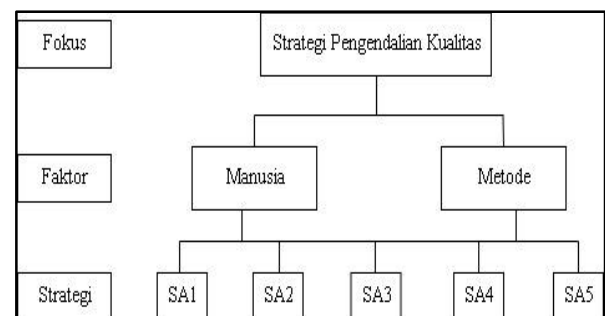 Fokus
Strategi Pengendalian Kualitas
Faktor
Manusia
Metode
Strategi
SA1
SA2
SA3
SA4
SA5